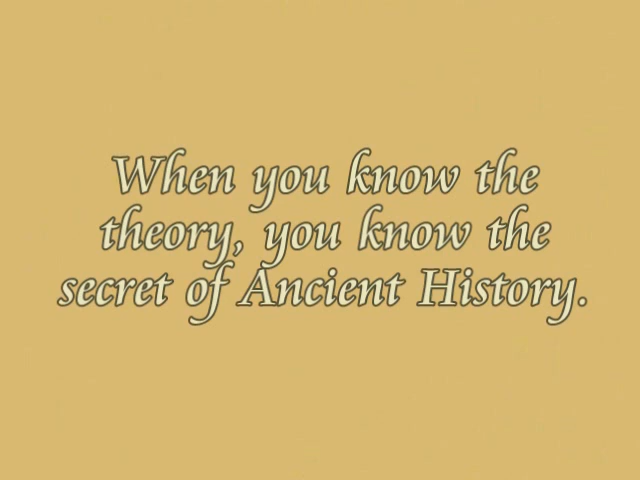 When you know the
theory, you know the
secret of Ancient History.